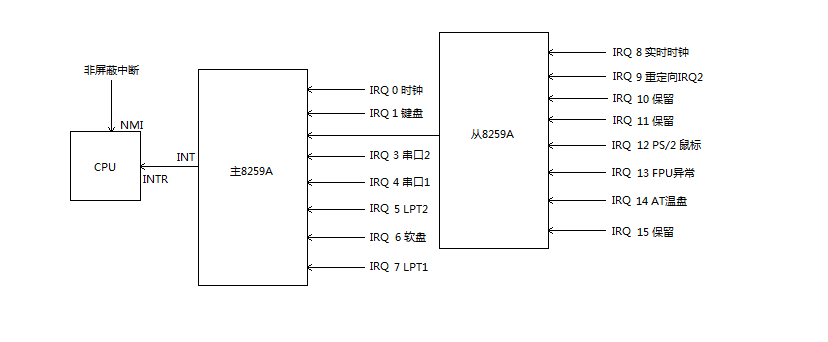 非屏蔽中断
NMI
CPU
INT
INTR
主8259A
IRQ 0 时钟
IRQ 1 键盘
IRQ 3 串口2
IRQ 4 串口1
IRQ 5 LPT2
IRQ 6 软盘
IRQ 7 LPT1
从8259A
IRQ 8 实时时钟
IRQ 9 重定向IRQ2
IRQ 10 保留
IRQ 11 保留
IRQ 12 PS/2 鼠标
IRQ 13 FPU异常
IRQ 14 AT温盘
IRQ 15 保留